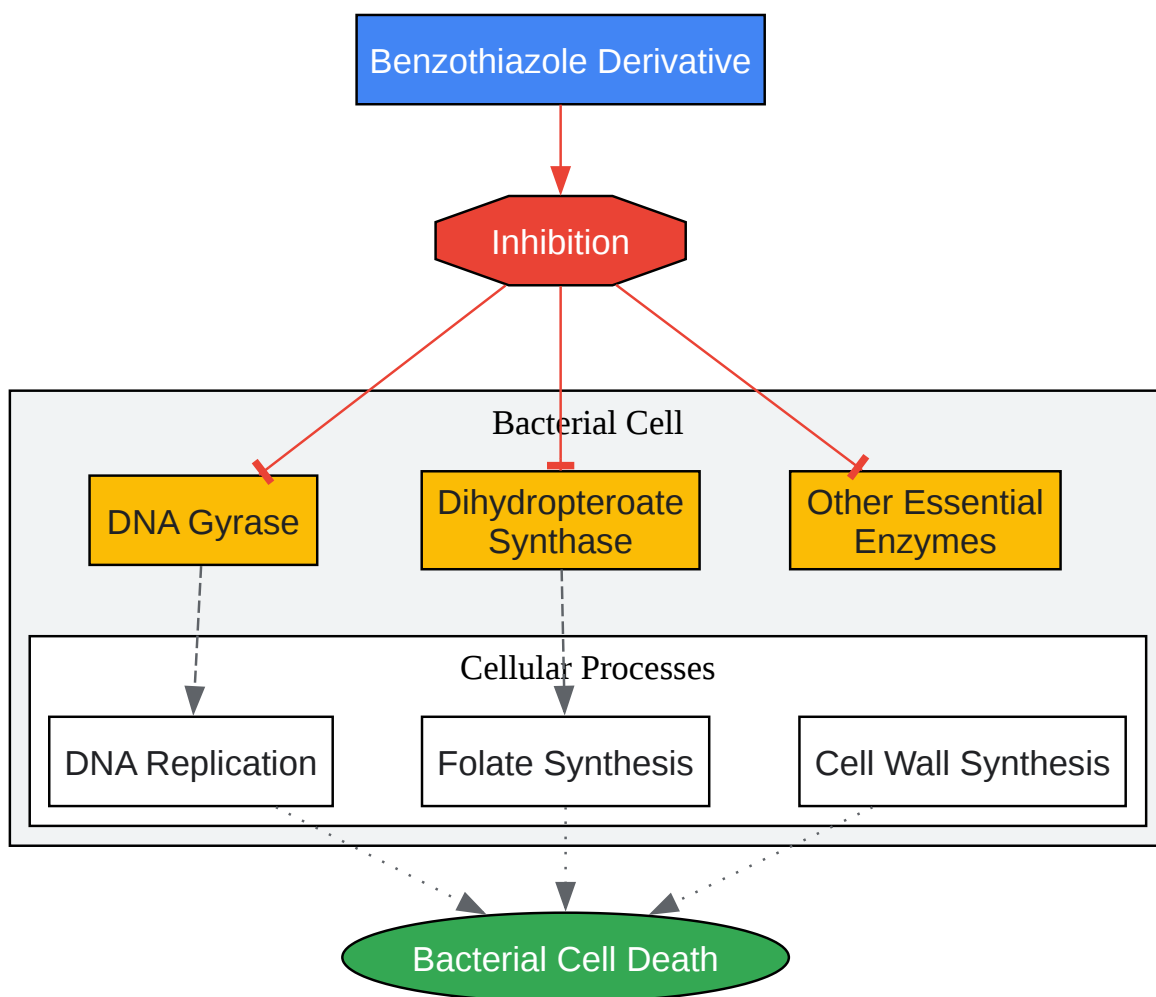 Benzothiazole Derivative
Inhibition
Bacterial Cell
DNA Gyrase
Dihydropteroate
Synthase
Other Essential
Enzymes
Cellular Processes
DNA Replication
Folate Synthesis
Cell Wall Synthesis
Bacterial Cell Death